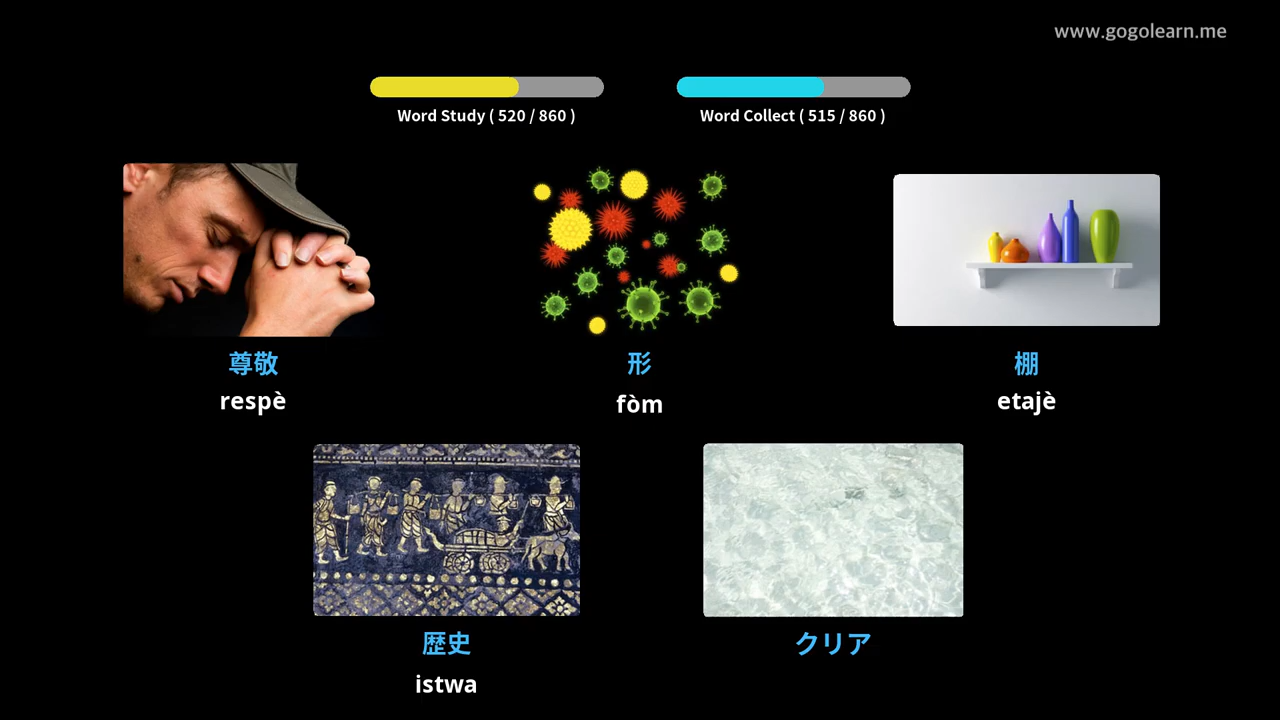 www.gogolearn.me
Word Study ( 520 / 860 )
Word Collect ( 515 / 860 )
尊敬
respè
形
fòm
棚
etajè
歴史
istwa
クリア